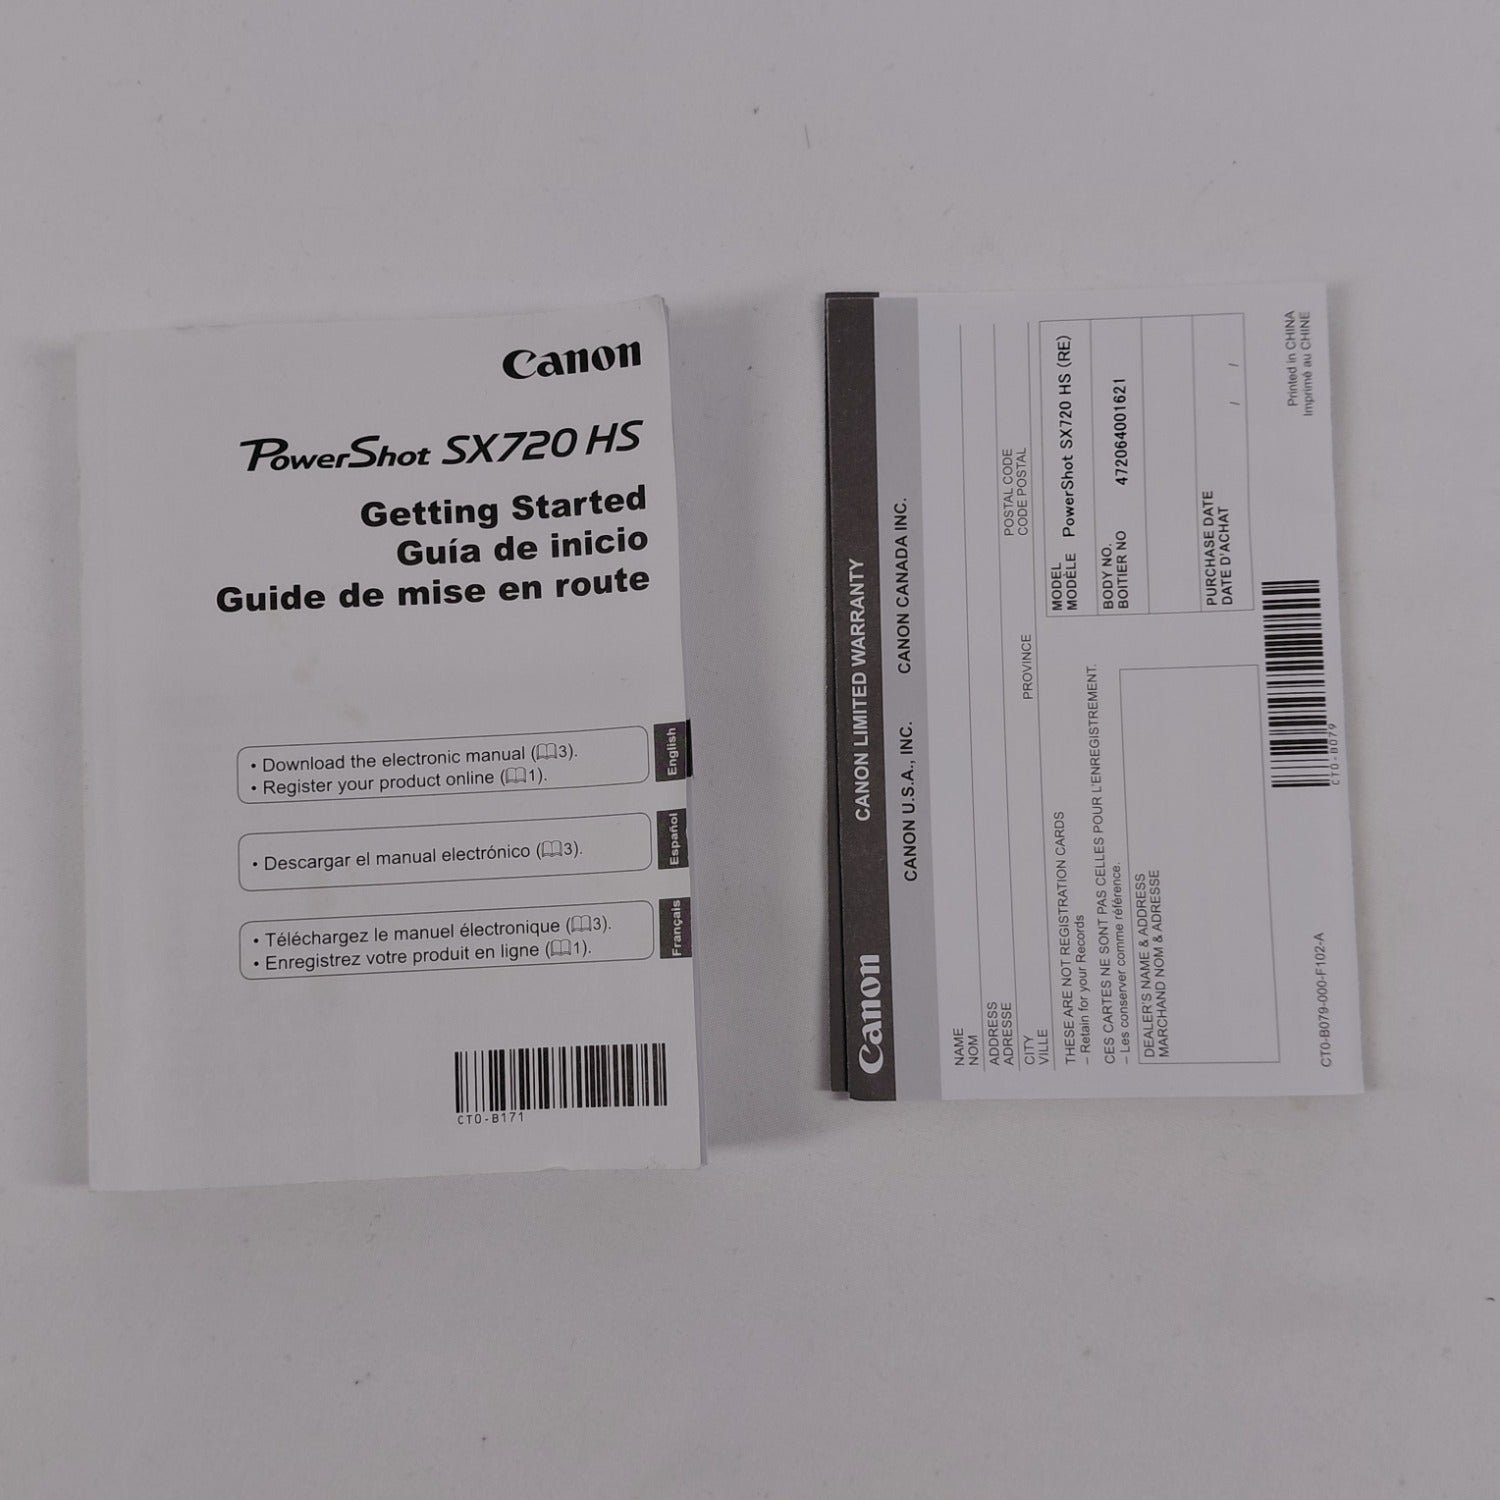 Canon
PowerShot SX720 HS
Getting Started
Guía de inicio
Guide de mise en route
• Download the electronic manual (3).
• Register your product online (1).
English
• Descargar el manual electrónico (3).
Español
• Téléchargez le manuel électronique (3).
• Enregistrez votre produit en ligne (1).
Français
CT0-B171
Canon CANON LIMITED WARRANTY
CANON U.S.A., INC. CANON CANADA INC.
NAME
NOM
ADDRESS
ADRESSE
CITY PROVINCE POSTAL CODE
VILLE CODE POSTAL
THESE ARE NOT REGISTRATION CARDS
– Retain for your Records
CES CARTES NE SONT PAS CELLES POUR L'ENREGISTREMENT.
– Les conserver comme référence.
DEALER'S NAME & ADDRESS
MARCHAND NOM & ADRESSE
MODEL PowerShot SX720 HS (RE)
MODÈLE
BODY NO. 472064001621
BOITIER NO
PURCHASE DATE
DATE D'ACHAT / /
CT0-B079
CT0-B079-000-F102-A
Printed in CHINA
Imprimé au CHINE